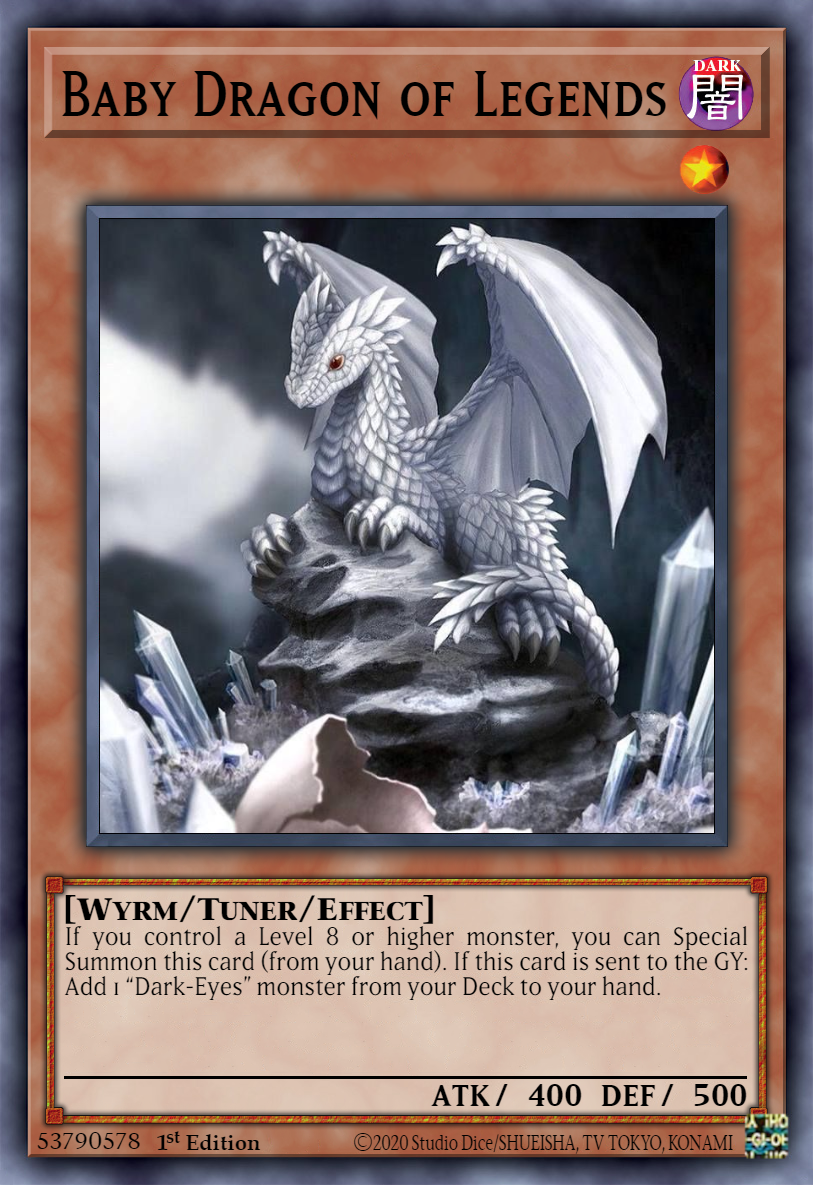 Baby Dragon of Legends
DARK
闇
[Wyrm/Tuner/Effect]
If you control a Level 8 or higher monster, you can Special
Summon this card (from your hand). If this card is sent to the GY:
Add 1 “Dark-Eyes” monster from your Deck to your hand.
ATK/ 400 DEF/ 500
53790578 1st Edition ©2020 Studio Dice/SHUEISHA, TV TOKYO, KONAMI